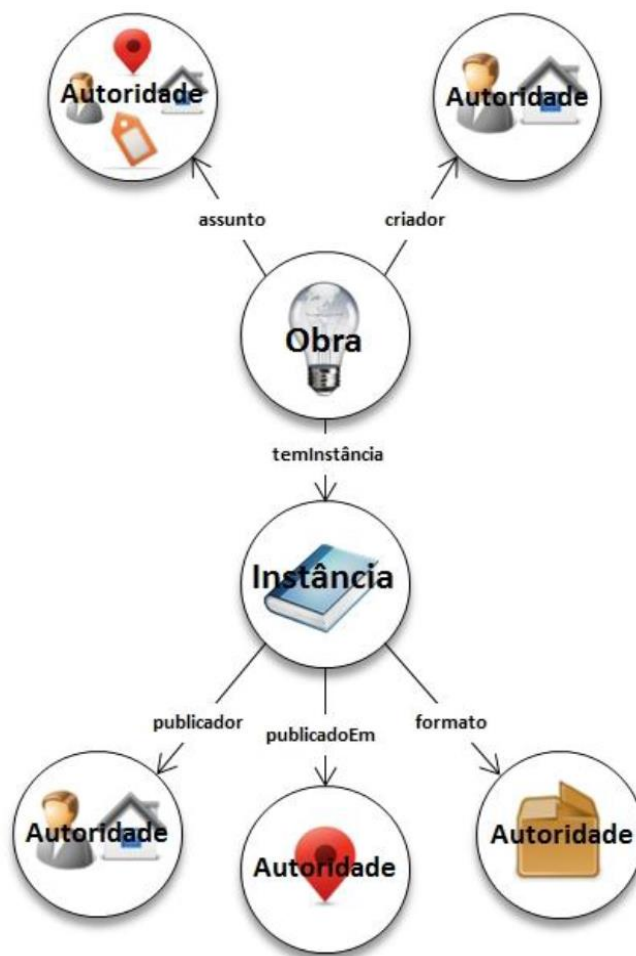 Autoridade
Autoridade
assunto
criador
Obra
temInstância
Instância
publicador
publicadoEm
formato
Autoridade
Autoridade
Autoridade